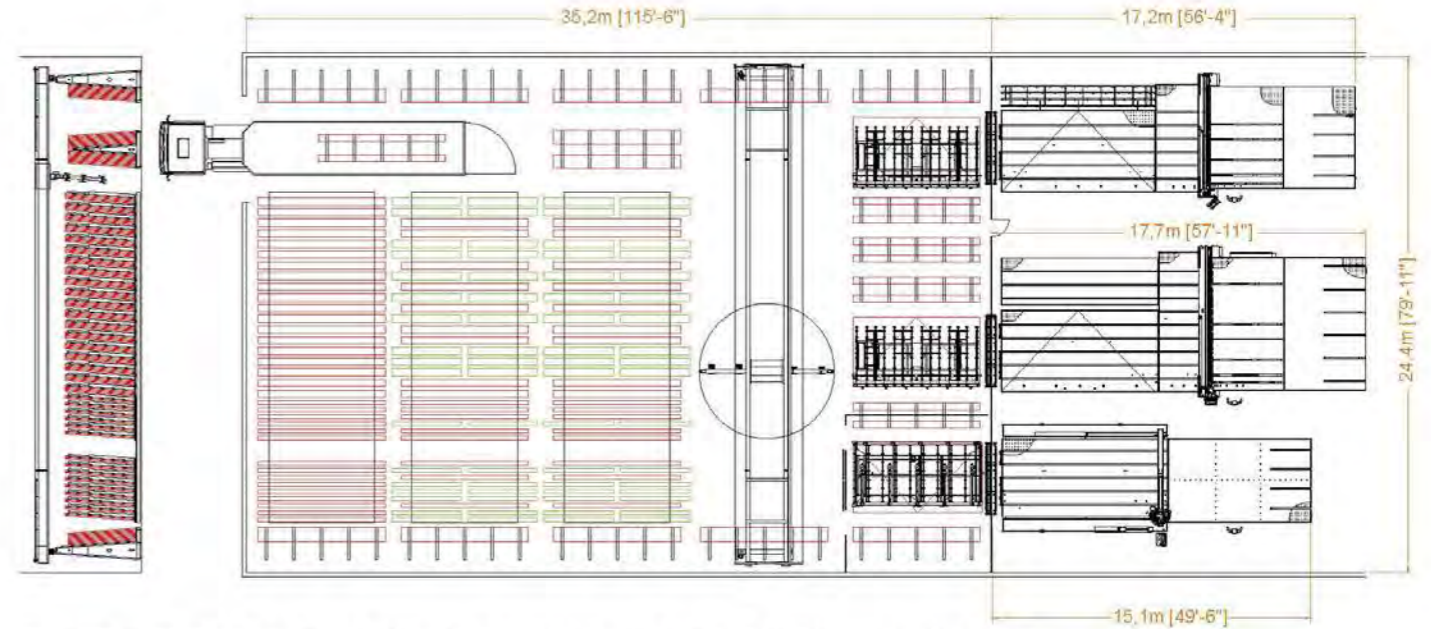 35,2m [115'-6"]
17,2m [56'-4"]
17,7m [57'-11"]
24,4m [79'-11"]
15,1m [49'-6"]